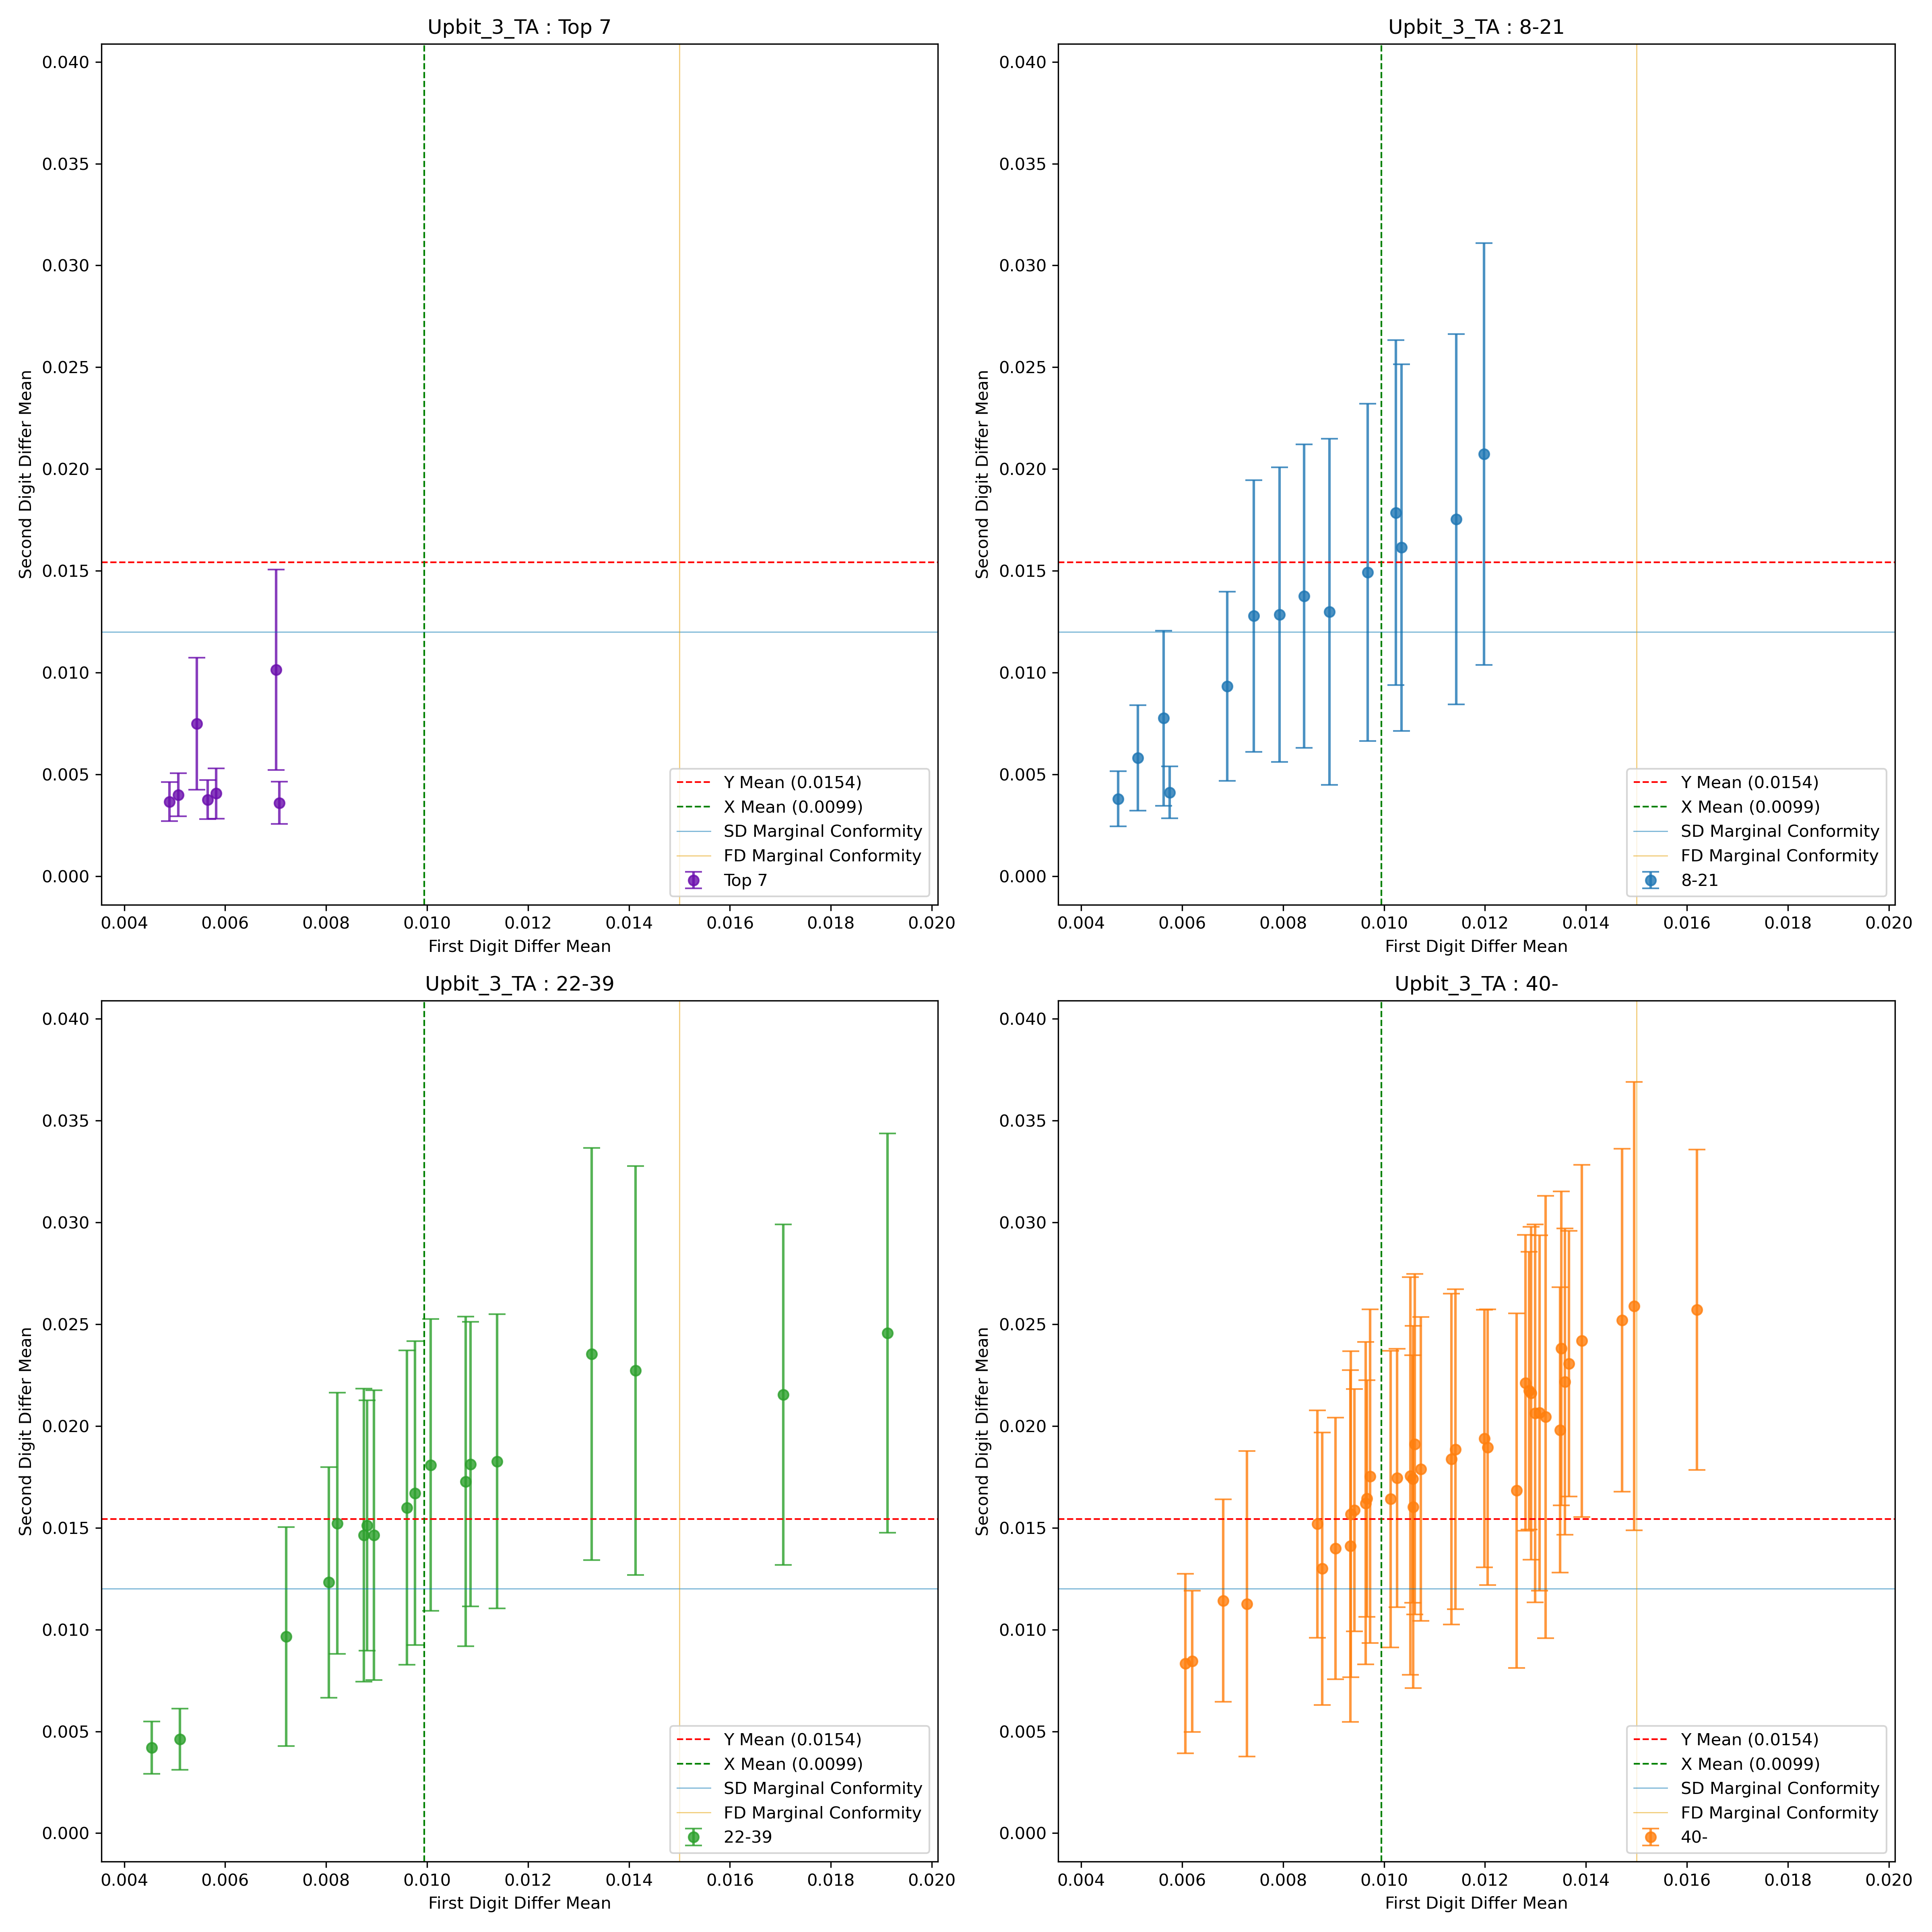 Upbit_3_TA : Top 7
0.040
0.035
0.030
0.025
0.020
0.015
0.010
0.005
0.000
Second Digit Differ Mean
Y Mean (0.0154)
X Mean (0.0099)
SD Marginal Conformity
FD Marginal Conformity
Top 7
0.004 0.006 0.008 0.010 0.012 0.014 0.016 0.018 0.020
First Digit Differ Mean
Upbit_3_TA : 8-21
0.040
0.035
0.030
0.025
0.020
0.015
0.010
0.005
0.000
Second Digit Differ Mean
Y Mean (0.0154)
X Mean (0.0099)
SD Marginal Conformity
FD Marginal Conformity
8-21
0.004 0.006 0.008 0.010 0.012 0.014 0.016 0.018 0.020
First Digit Differ Mean
Upbit_3_TA : 22-39
0.040
0.035
0.030
0.025
0.020
0.015
0.010
0.005
0.000
Second Digit Differ Mean
Y Mean (0.0154)
X Mean (0.0099)
SD Marginal Conformity
FD Marginal Conformity
22-39
0.004 0.006 0.008 0.010 0.012 0.014 0.016 0.018 0.020
First Digit Differ Mean
Upbit_3_TA : 40-
0.040
0.035
0.030
0.025
0.020
0.015
0.010
0.005
0.000
Second Digit Differ Mean
Y Mean (0.0154)
X Mean (0.0099)
SD Marginal Conformity
FD Marginal Conformity
40-
0.004 0.006 0.008 0.010 0.012 0.014 0.016 0.018 0.020
First Digit Differ Mean